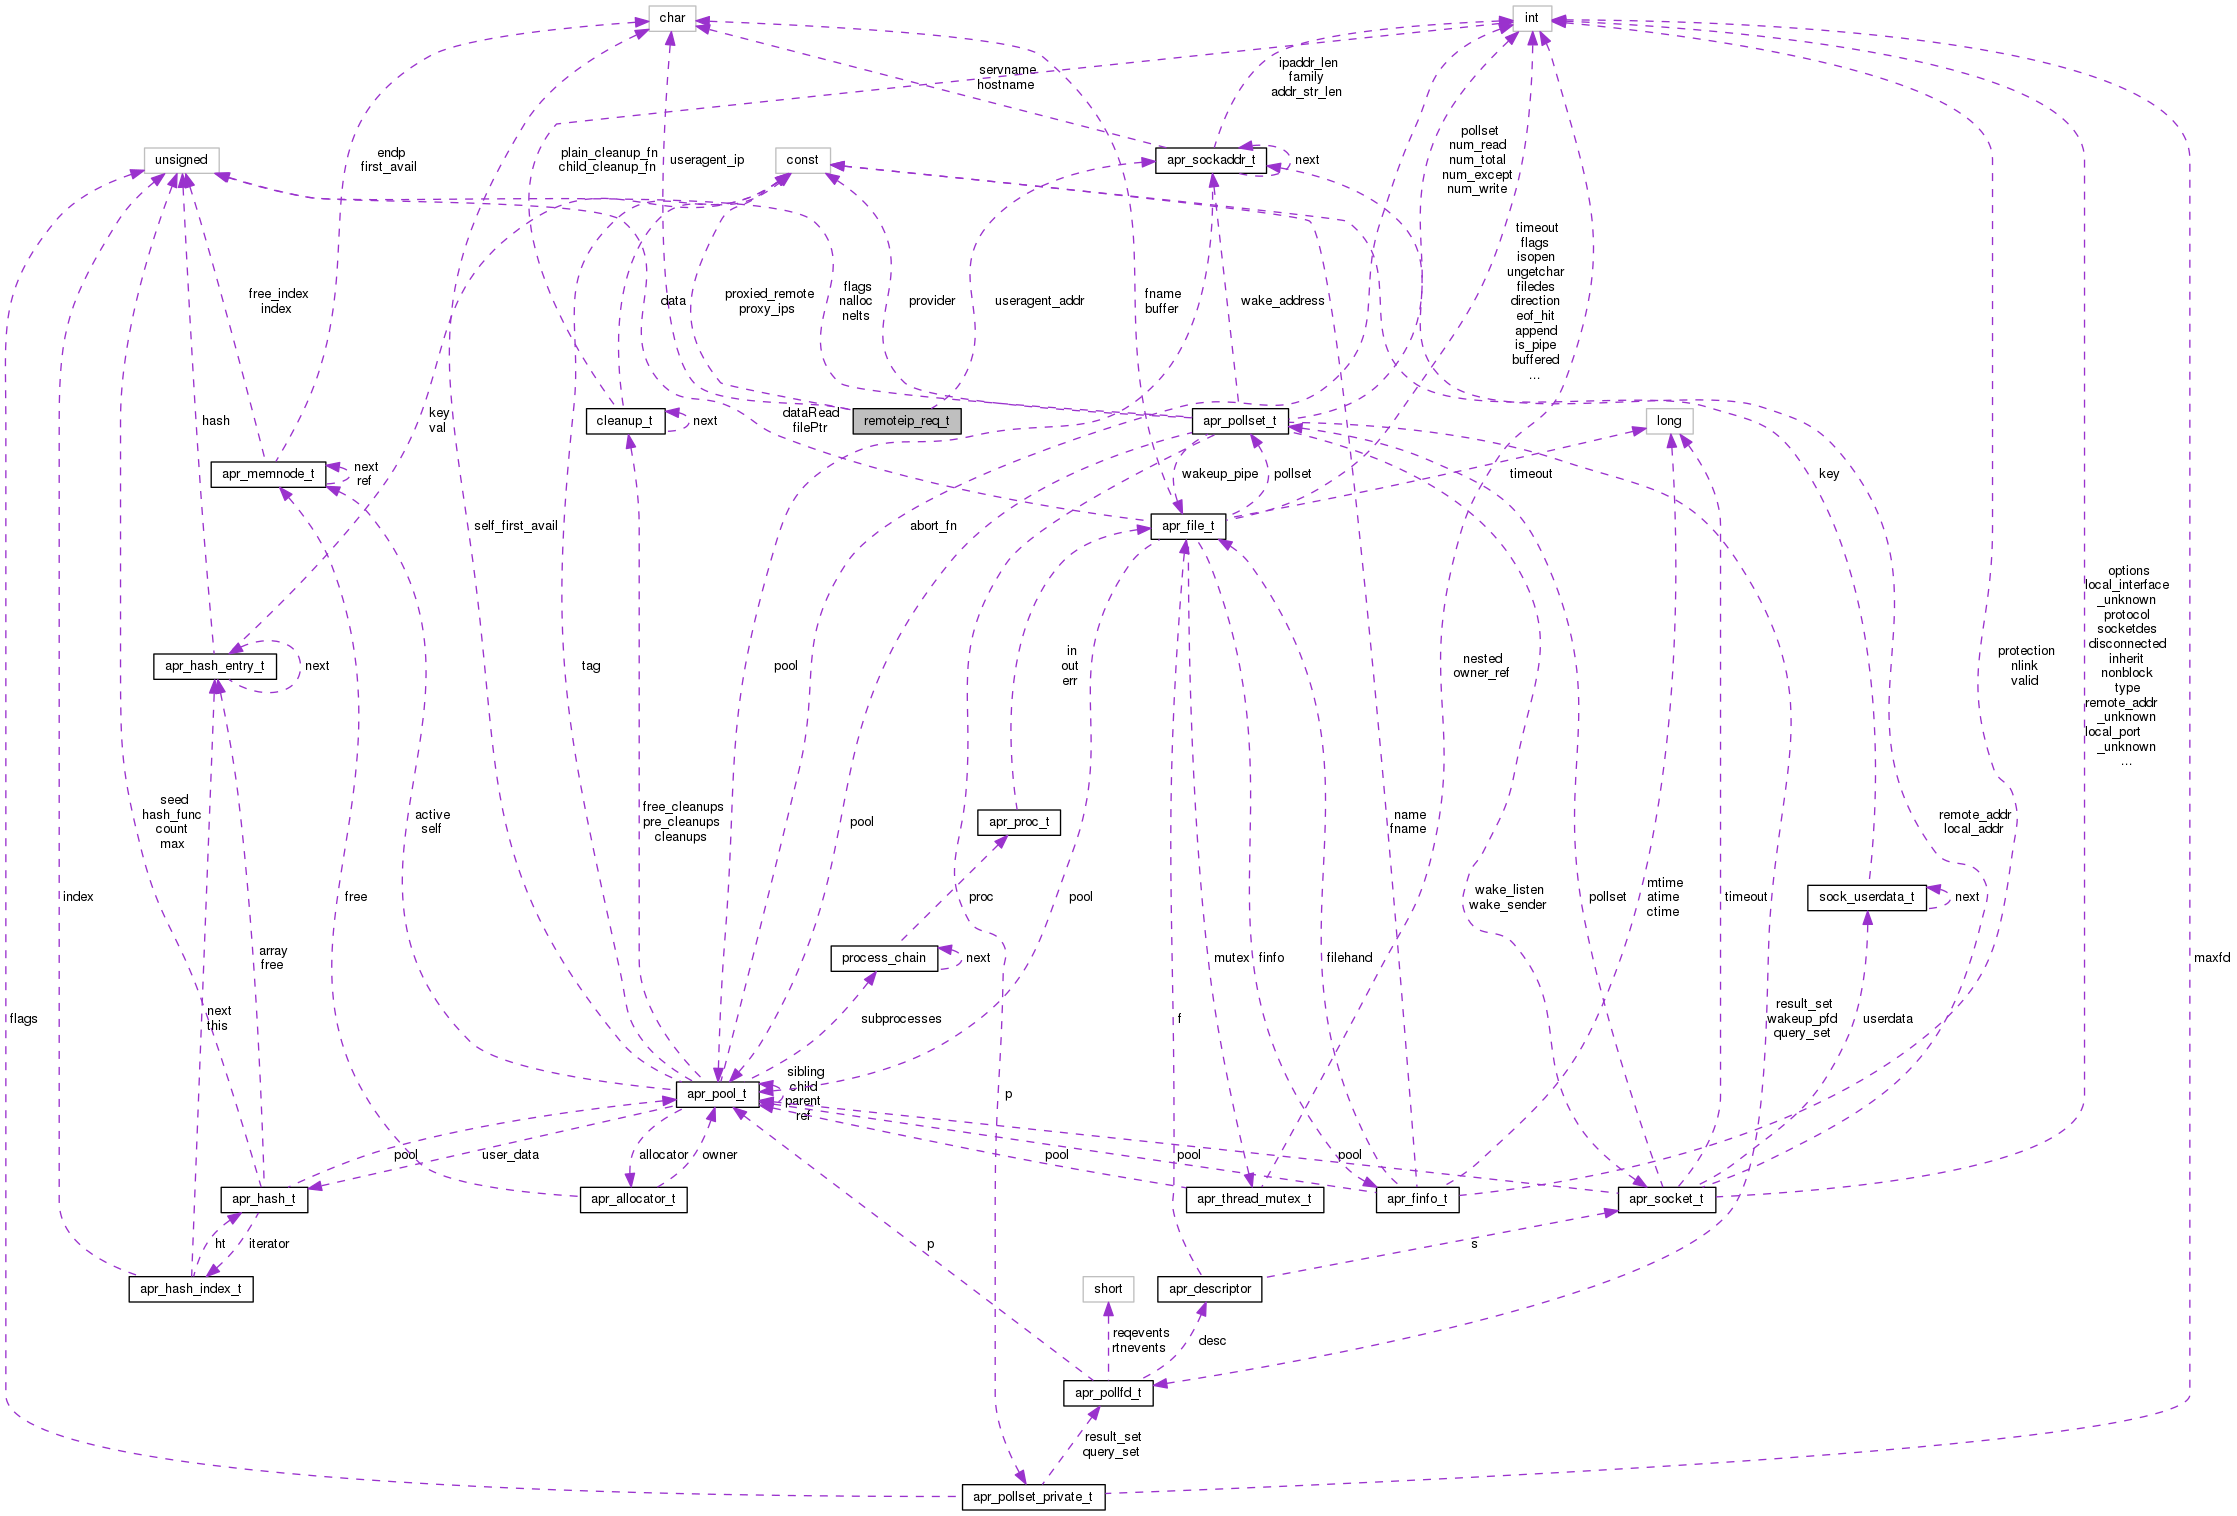 char
int
servname
hostname
ipaddr_len
family
addr_str_len
unsigned
endp
first_avail
plain_cleanup_fn
child_cleanup_fn
useragent_ip
const
apr_sockaddr_t
next
pollset
num_read
num_total
num_except
num_write
free_index
index
data
proxied_remote
proxy_ips
flags
nalloc
nelts
provider
useragent_addr
fname
buffer
wake_address
timeout
flags
isopen
ungetchar
filedes
direction
eof_hit
append
is_pipe
buffered
...
hash
key
val
cleanup_t
next
dataRead
filePtr
remoteip_req_t
apr_pollset_t
long
apr_memnode_t
next
ref
wakeup_pipe
pollset
timeout
key
self_first_avail
abort_fn
apr_file_t
apr_hash_entry_t
next
tag
pool
in
out
err
nested
owner_ref
protection
nlink
valid
options
local_interface
_unknown
protocol
socketdes
disconnected
inherit
nonblock
type
remote_addr
_unknown
local_port
_unknown
...
seed
hash_func
count
max
active
self
free_cleanups
pre_cleanups
cleanups
pool
apr_proc_t
name
fname
remote_addr
local_addr
index
free
proc
pool
wake_listen
wake_sender
pollset
mtime
atime
ctime
timeout
sock_userdata_t
next
array
free
process_chain
next
mutex
finfo
filehand
maxfd
flags
next
this
subprocesses
f
result_set
wakeup_pfd
query_set
userdata
apr_pool_t
sibling
child
parent
ref
p
pool
user_data
allocator
owner
pool
pool
pool
apr_hash_t
apr_allocator_t
apr_thread_mutex_t
apr_finfo_t
apr_socket_t
ht
iterator
p
s
apr_hash_index_t
short
apr_descriptor
reqevents
rtnevents
desc
apr_pollfd_t
result_set
query_set
apr_pollset_private_t